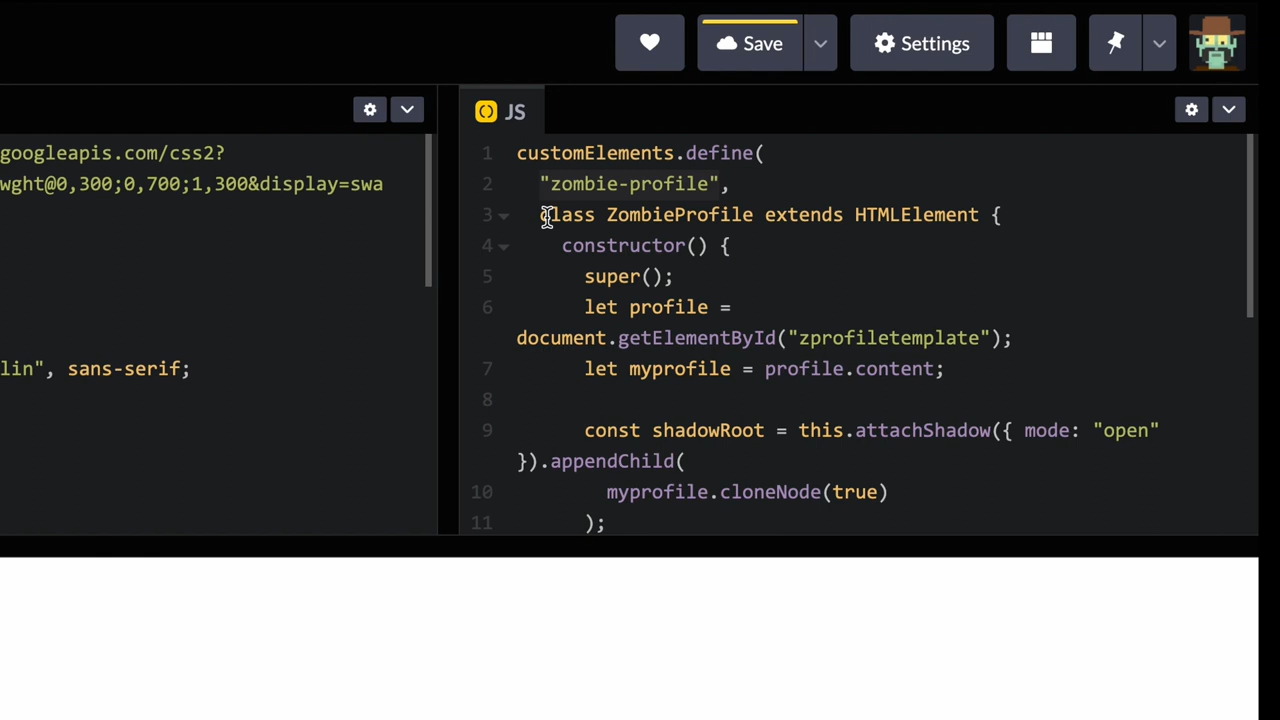 Save
Settings
JS
googleapis.com/css2?
wght@0,300;0,700;1,300&display=swa
lin", sans-serif;
1 customElements.define(
2 "zombie-profile",
3 class ZombieProfile extends HTMLElement {
4 constructor() {
5 super();
6 let profile =
document.getElementById("zprofiletemplate");
7 let myprofile = profile.content;
8
9 const shadowRoot = this.attachShadow({ mode: "open"
}).appendChild(
10 myprofile.cloneNode(true)
11 );